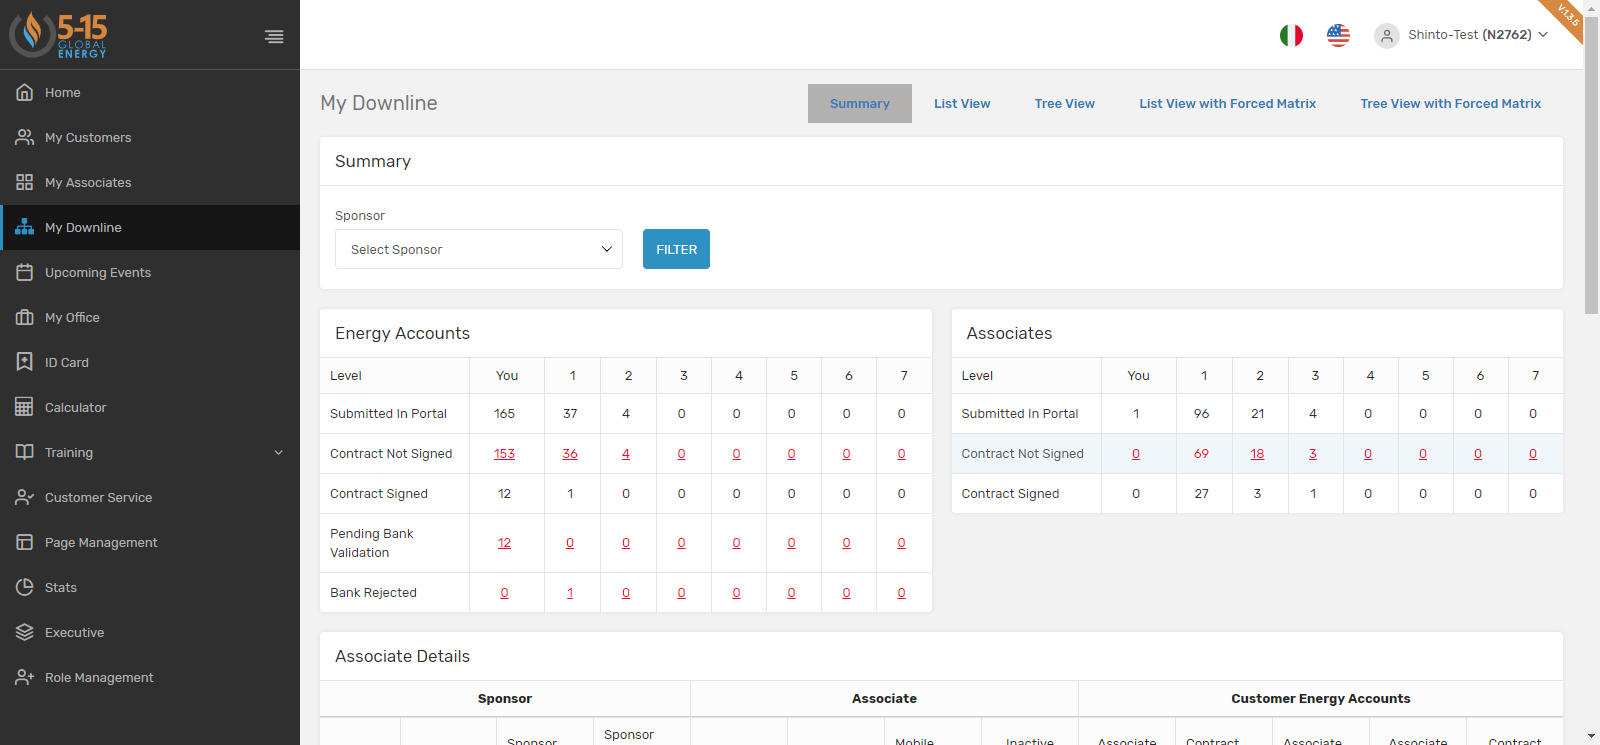 5-15
GLOBAL
ENERGY
Shinto-Test (N2762)
V.1.3.5
Home
My Customers
My Associates
My Downline
Upcoming Events
My Office
ID Card
Calculator
Training
Customer Service
Page Management
Stats
Executive
Role Management
My Downline
Summary List View Tree View List View with Forced Matrix Tree View with Forced Matrix
Summary
Sponsor
Select Sponsor FILTER
Energy Accounts
Level You 1 2 3 4 5 6 7
Submitted In Portal 165 37 4 0 0 0 0 0
Contract Not Signed 153 36 4 0 0 0 0 0
Contract Signed 12 1 0 0 0 0 0 0
Pending Bank
Validation 12 0 0 0 0 0 0 0
Bank Rejected 0 1 0 0 0 0 0 0
Associates
Level You 1 2 3 4 5 6 7
Submitted In Portal 1 96 21 4 0 0 0 0
Contract Not Signed 0 69 18 3 0 0 0 0
Contract Signed 0 27 3 1 0 0 0 0
Associate Details
Sponsor Associate Customer Energy Accounts
Sponsor Sponsor Mobile Inactive Associate Contract Associate Associate Contract